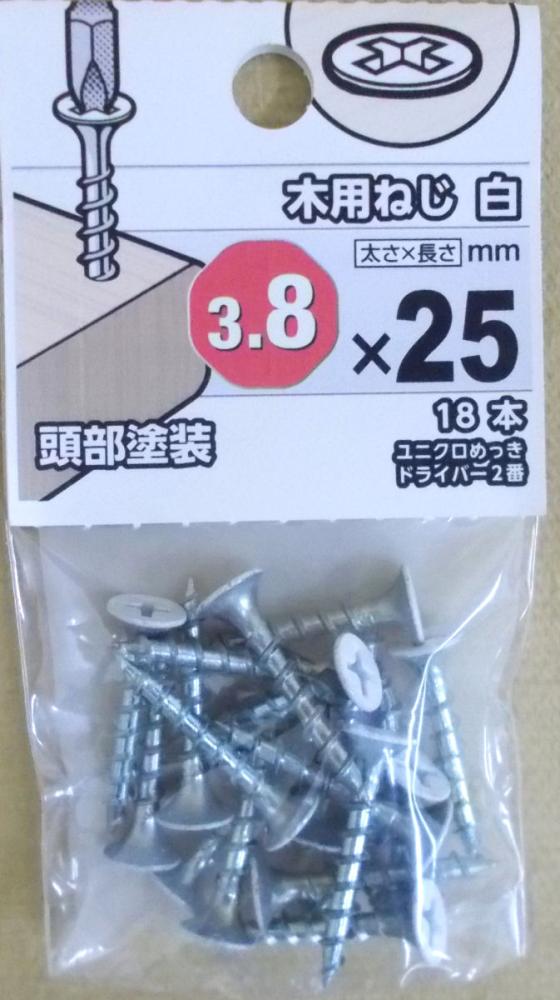 木用ねじ 白
太さ×長さ mm
3.8×25
18 本
ユニクロめっき
ドライバー2番
頭部塗装